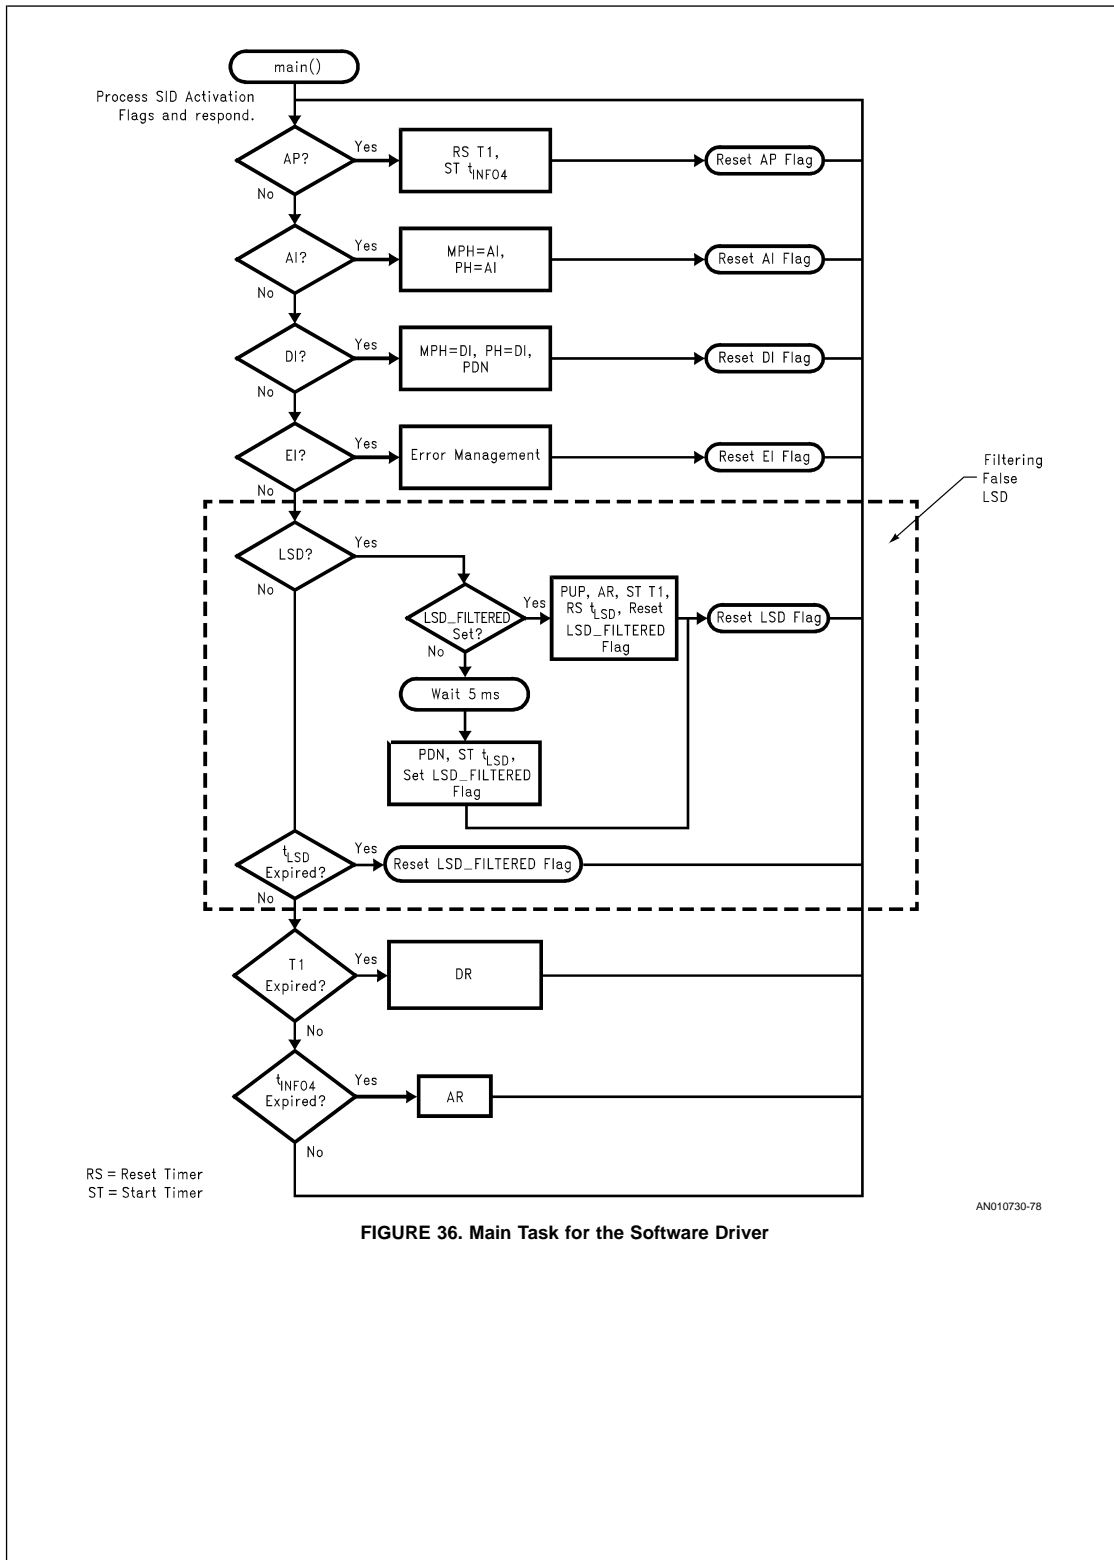 main()
Process SID Activation
Flags and respond.
AP?
Yes
No
RS T1,
ST tINFO4
Reset AP Flag
AI?
Yes
No
MPH=AI,
PH=AI
Reset AI Flag
DI?
Yes
No
MPH=DI, PH=DI,
PDN
Reset DI Flag
EI?
Yes
No
Error Management
Reset EI Flag
Filtering
False
LSD
LSD?
Yes
No
LSD_FILTERED
Set?
Yes
No
PUP, AR, ST T1,
RS tLSD, Reset
LSD_FILTERED
Flag
Reset LSD Flag
Wait 5 ms
PDN, ST tLSD,
Set LSD_FILTERED
Flag
tLSD
Expired?
Yes
No
Reset LSD_FILTERED Flag
T1
Expired?
Yes
No
DR
tINFO4
Expired?
Yes
No
AR
RS = Reset Timer
ST = Start Timer
AN010730-78
FIGURE 36. Main Task for the Software Driver